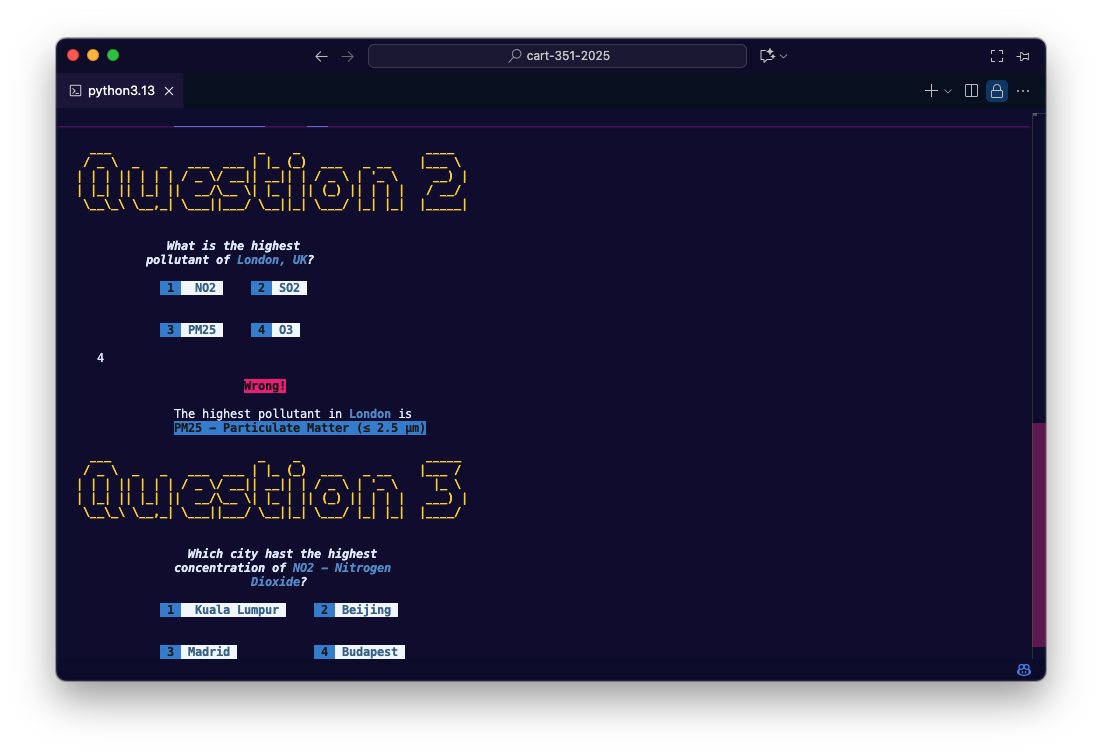 cart-351-2025
python3.13
Question 2
What is the highest
pollutant of London, UK?
1 NO2 2 SO2
3 PM25 4 O3
4
Wrong!
The highest pollutant in London is
PM25 – Particulate Matter (≤ 2.5 µm)
Question 3
Which city hast the highest
concentration of NO2 – Nitrogen
Dioxide?
1 Kuala Lumpur 2 Beijing
3 Madrid 4 Budapest